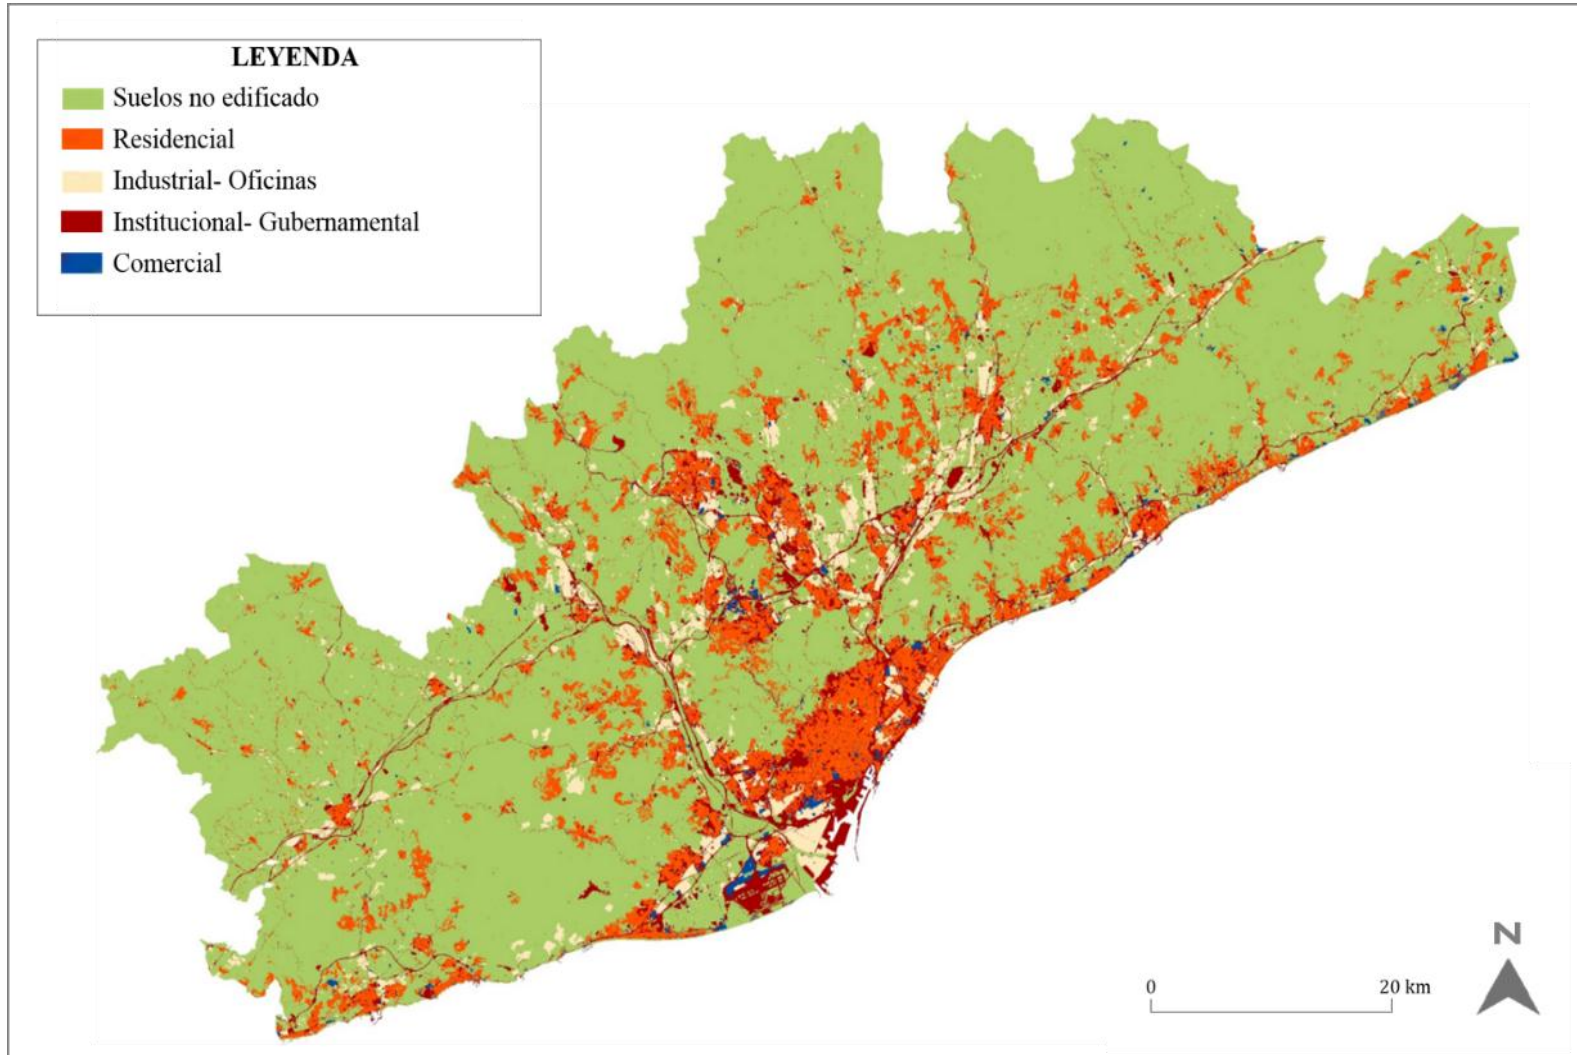 LEYENDA
Suelos no edificado
Residencial
Industrial- Oficinas
Institucional- Gubernamental
Comercial
N
0 20 km